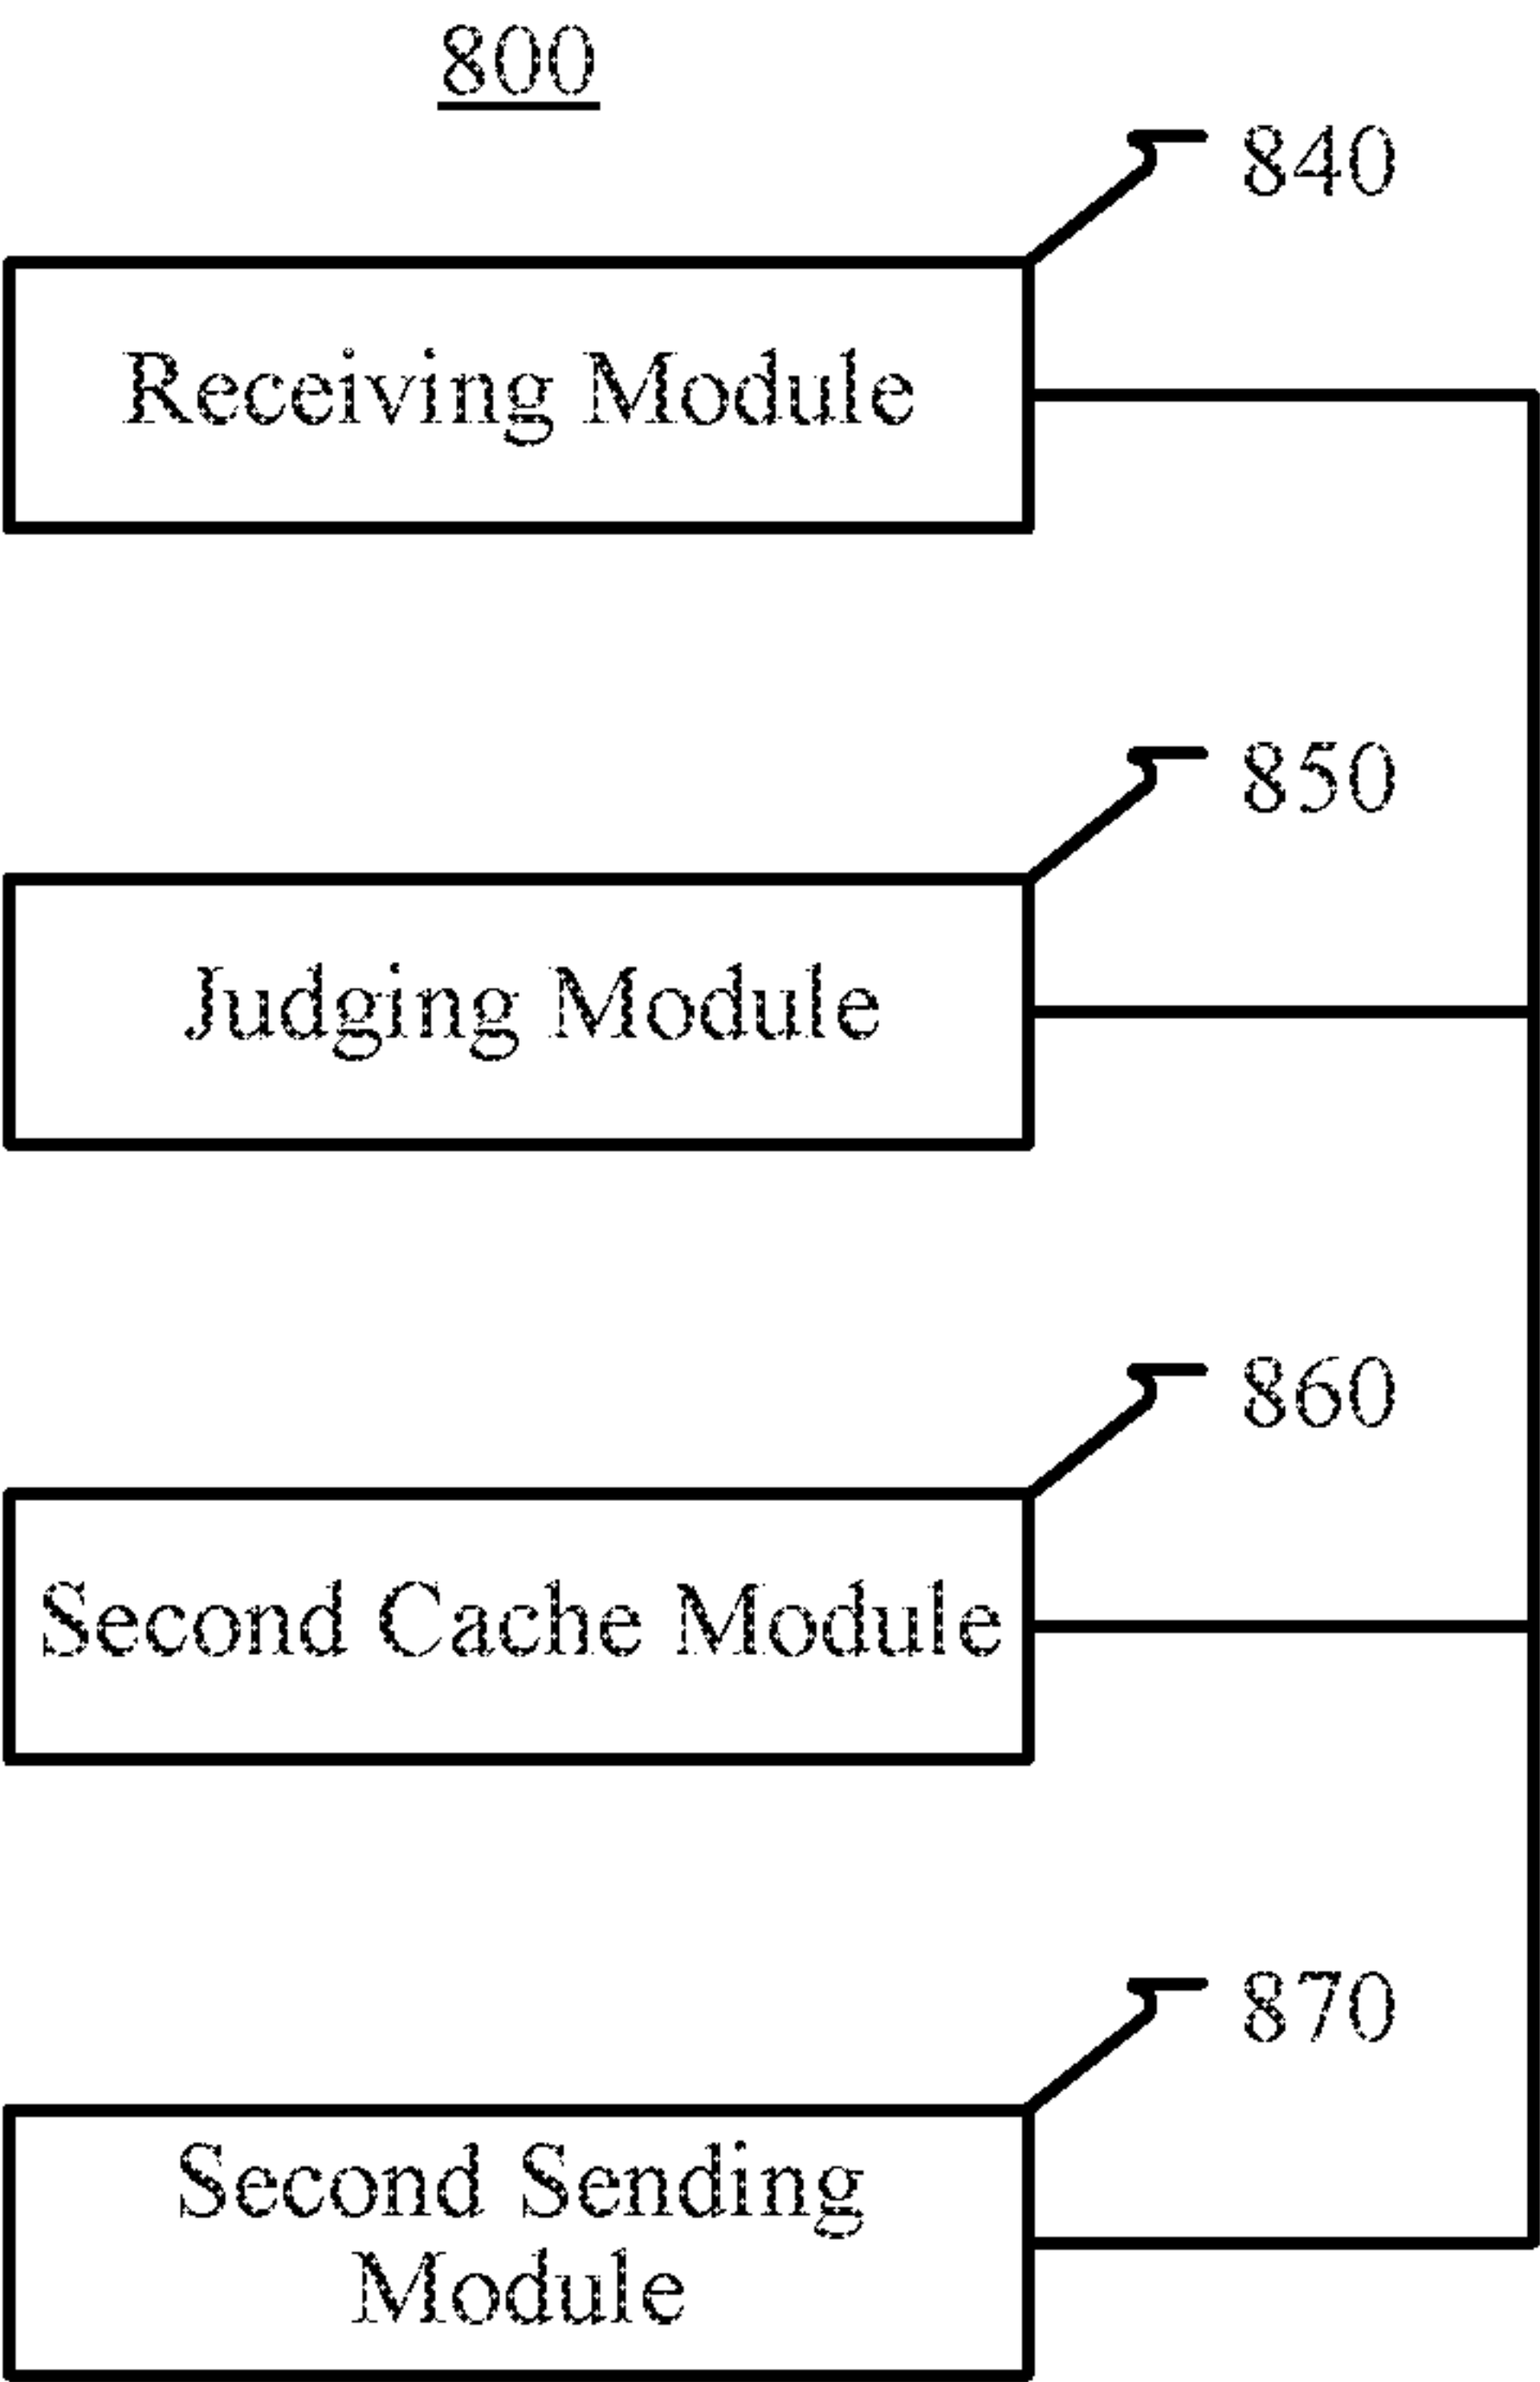 800
840
Receiving Module
850
Judging Module
860
Second Cache Module
870
Second Sending
Module